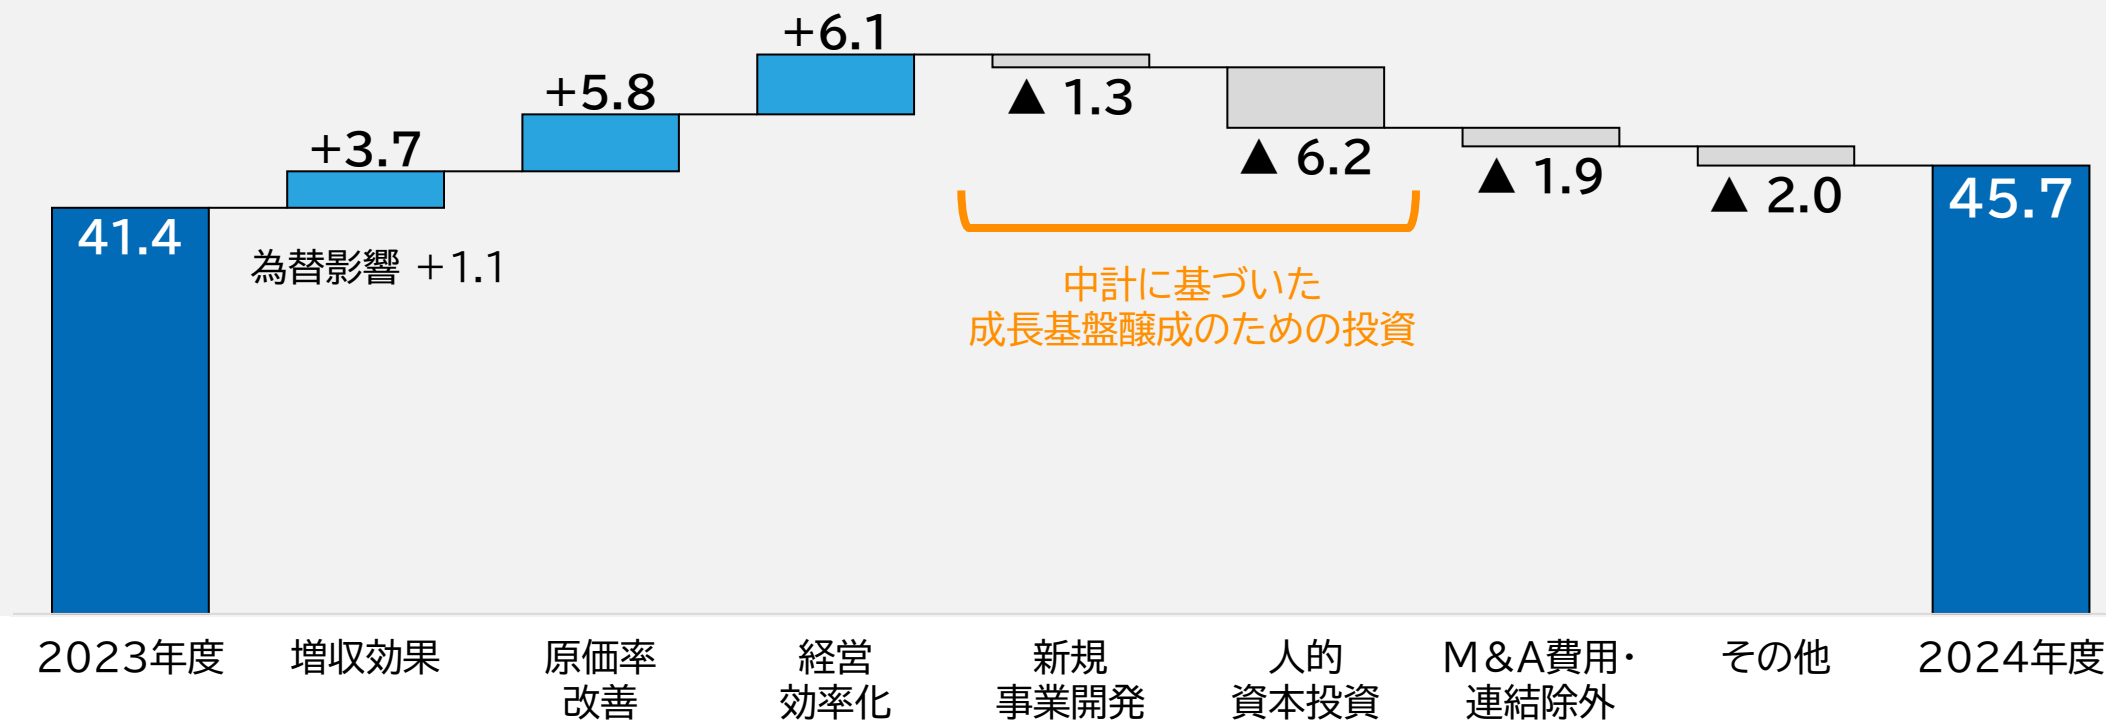 +6.1
+5.8
▲ 1.3
+3.7
▲ 6.2
▲ 1.9
▲ 2.0
45.7
41.4
為替影響 +1.1
中計に基づいた
成長基盤醸成のための投資
2023年度
増収効果
原価率
改善
経営
効率化
新規
事業開発
人的
資本投資
M&A費用・
連結除外
その他
2024年度